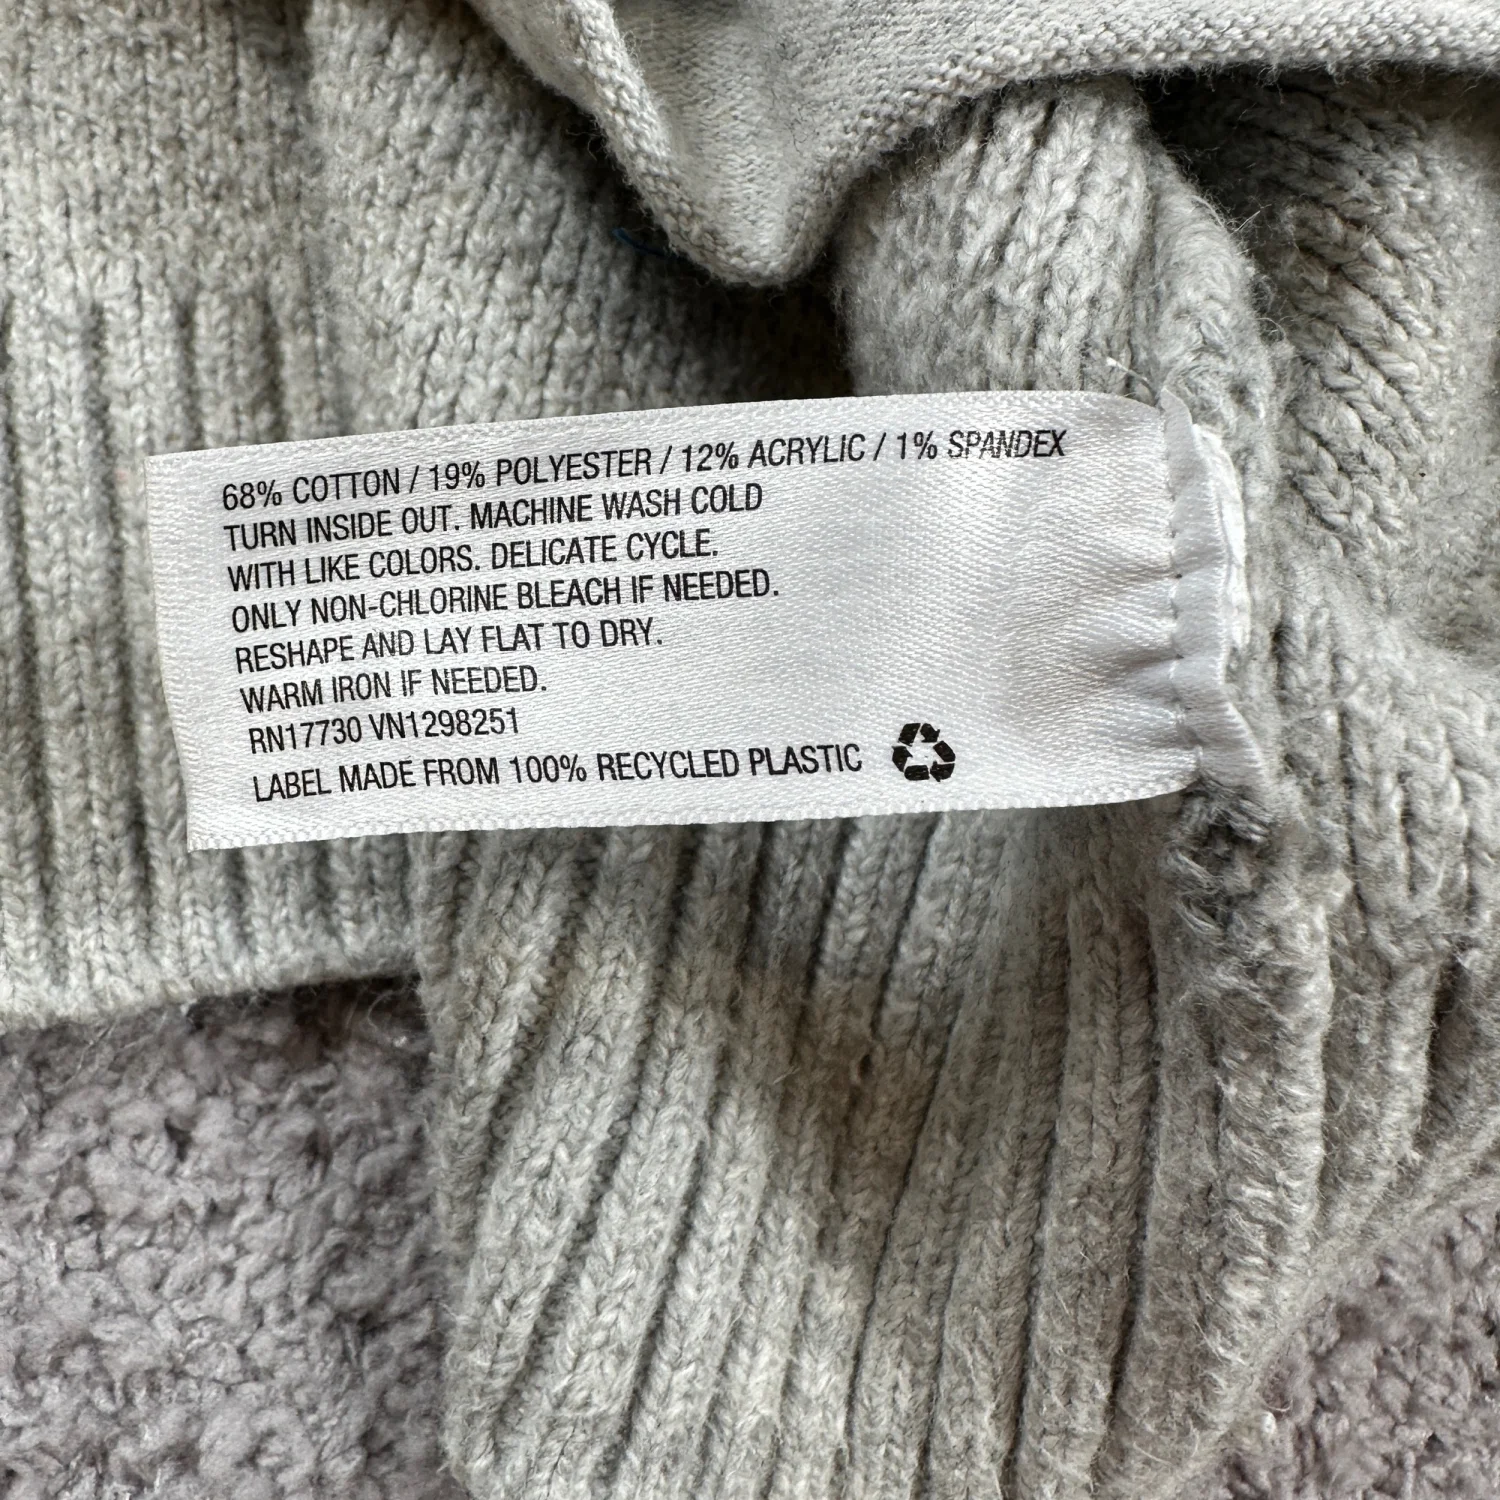 68% COTTON / 19% POLYESTER / 12% ACRYLIC / 1% SPANDEX
TURN INSIDE OUT. MACHINE WASH COLD
WITH LIKE COLORS. DELICATE CYCLE.
ONLY NON-CHLORINE BLEACH IF NEEDED.
RESHAPE AND LAY FLAT TO DRY.
WARM IRON IF NEEDED.
RN17730 VN1298251
LABEL MADE FROM 100% RECYCLED PLASTIC